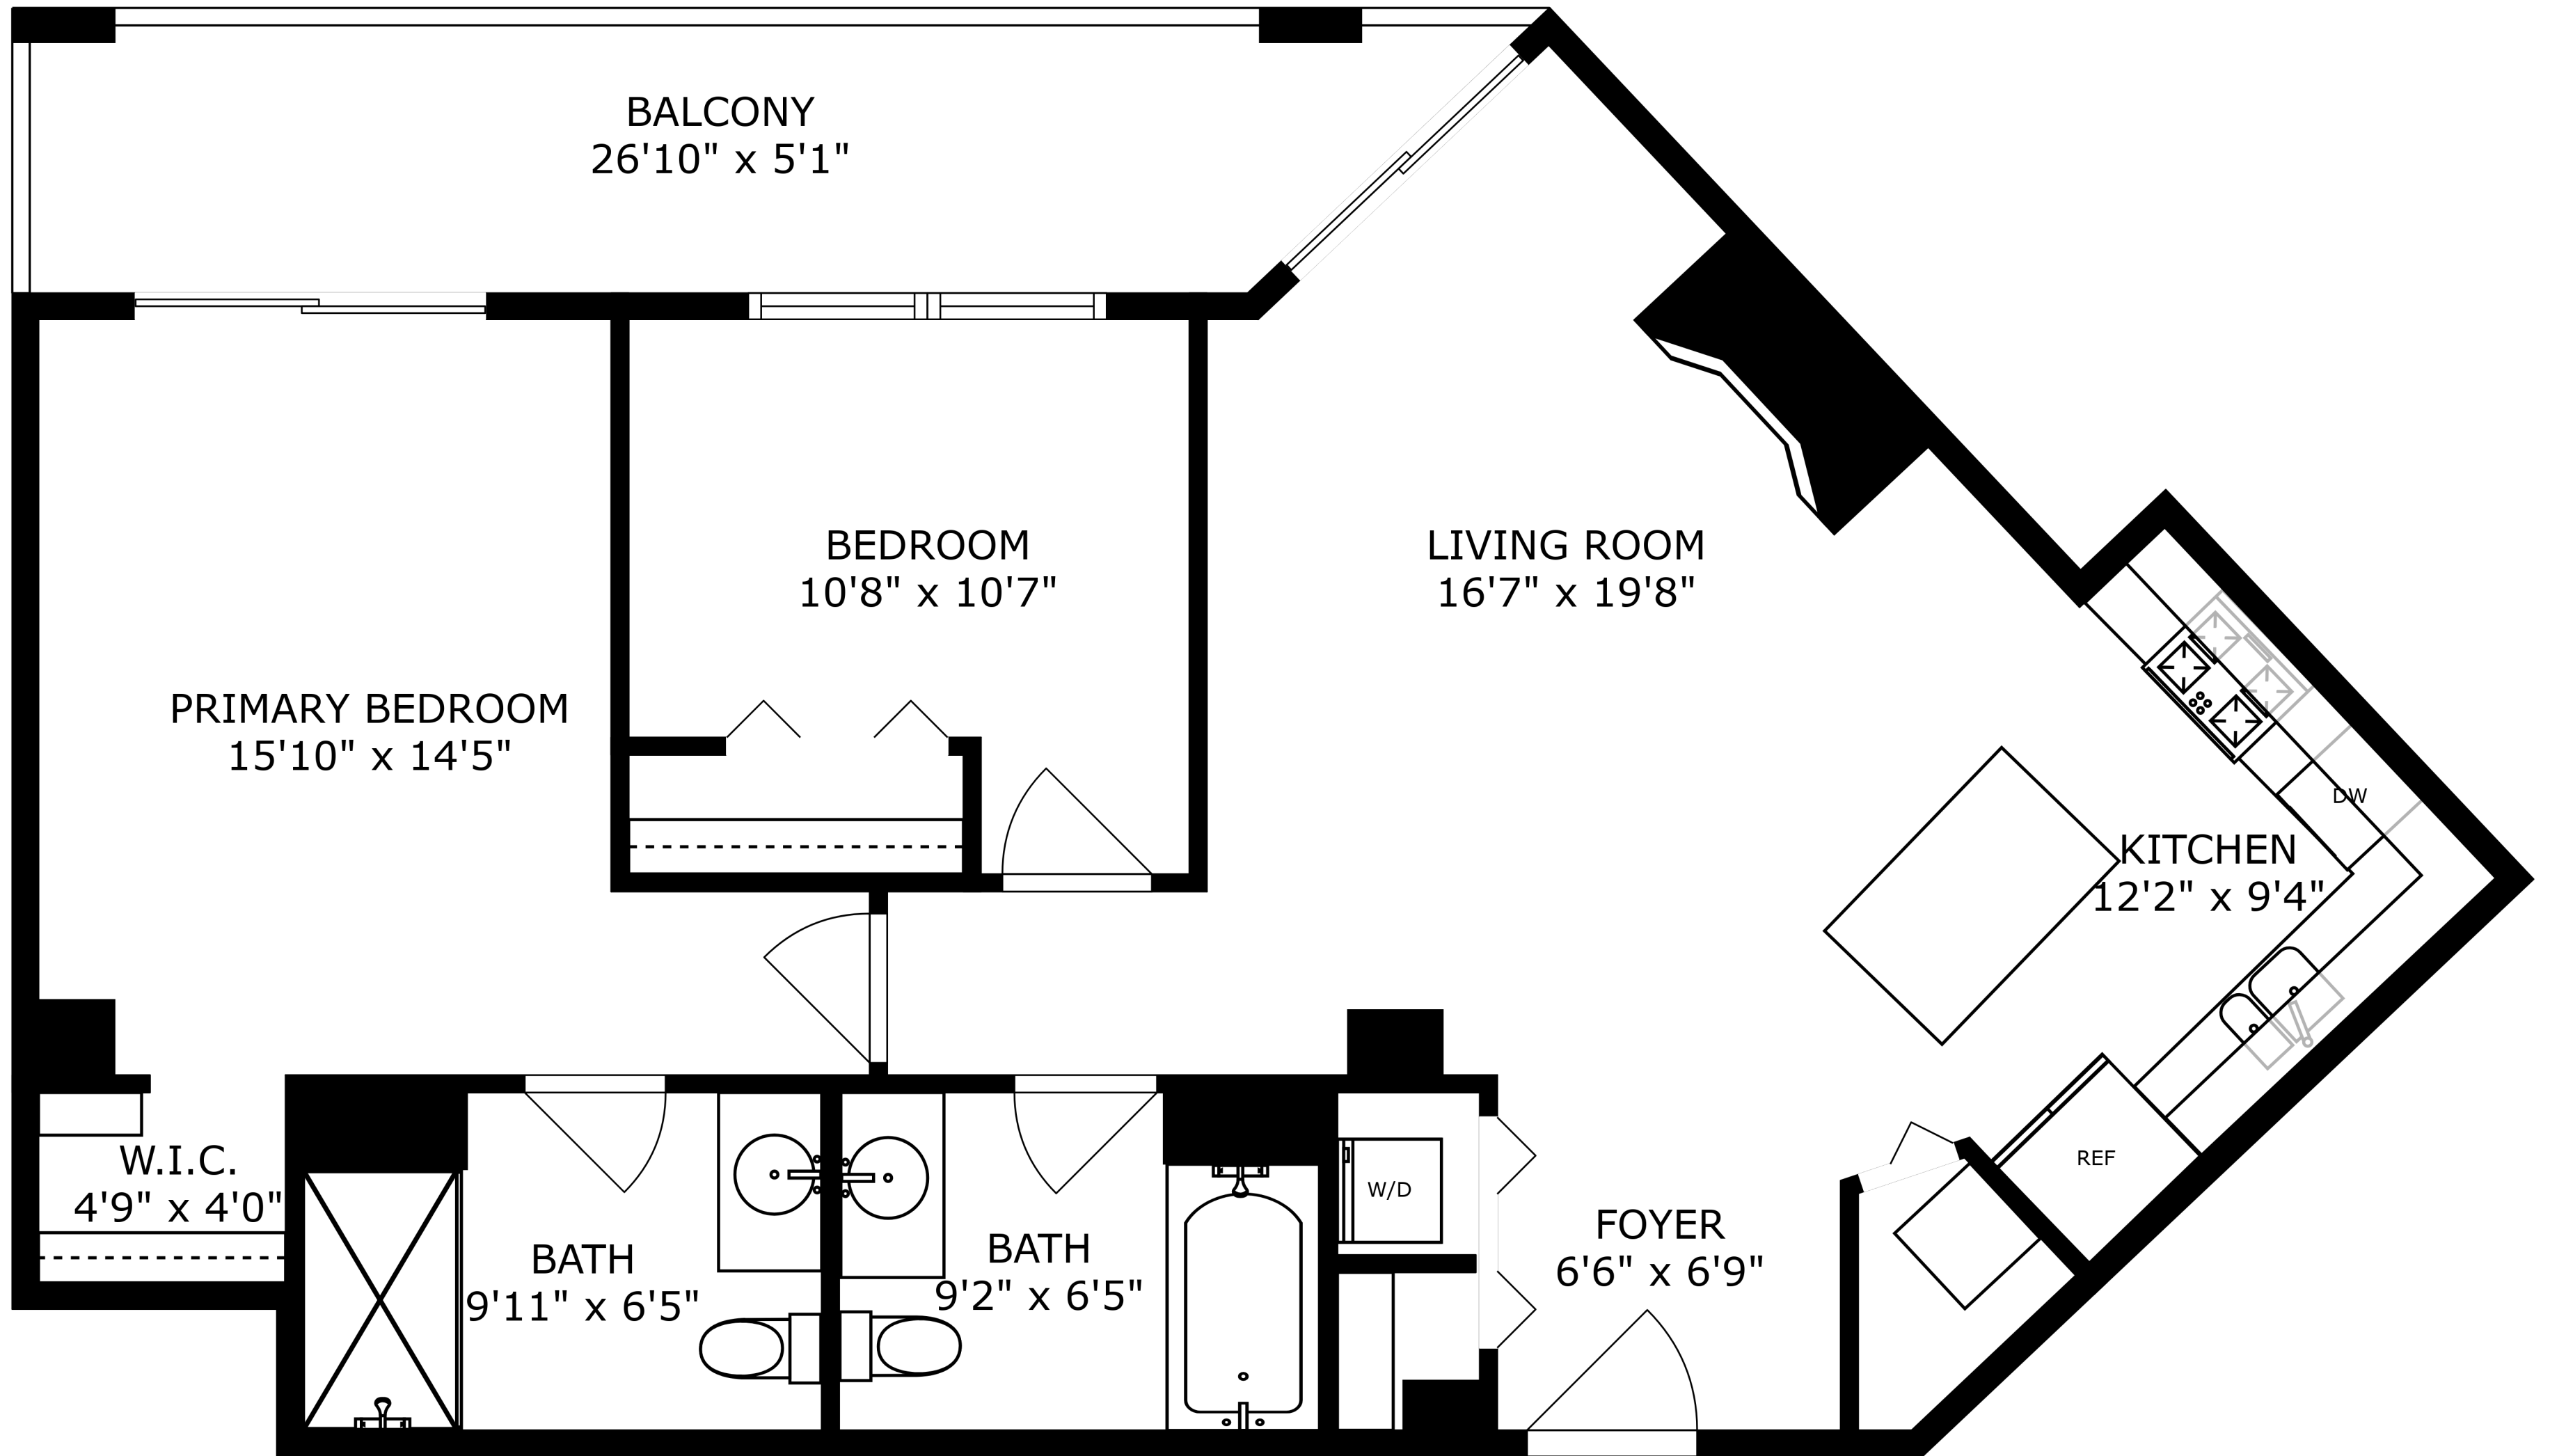 BALCONY
26'10" x 5'1"
BEDROOM
10'8" x 10'7"
LIVING ROOM
16'7" x 19'8"
PRIMARY BEDROOM
15'10" x 14'5"
DW
KITCHEN
12'2" x 9'4"
W.I.C.
4'9" x 4'0"
BATH
9'11" x 6'5"
BATH
9'2" x 6'5"
W/D
FOYER
6'6" x 6'9"
REF